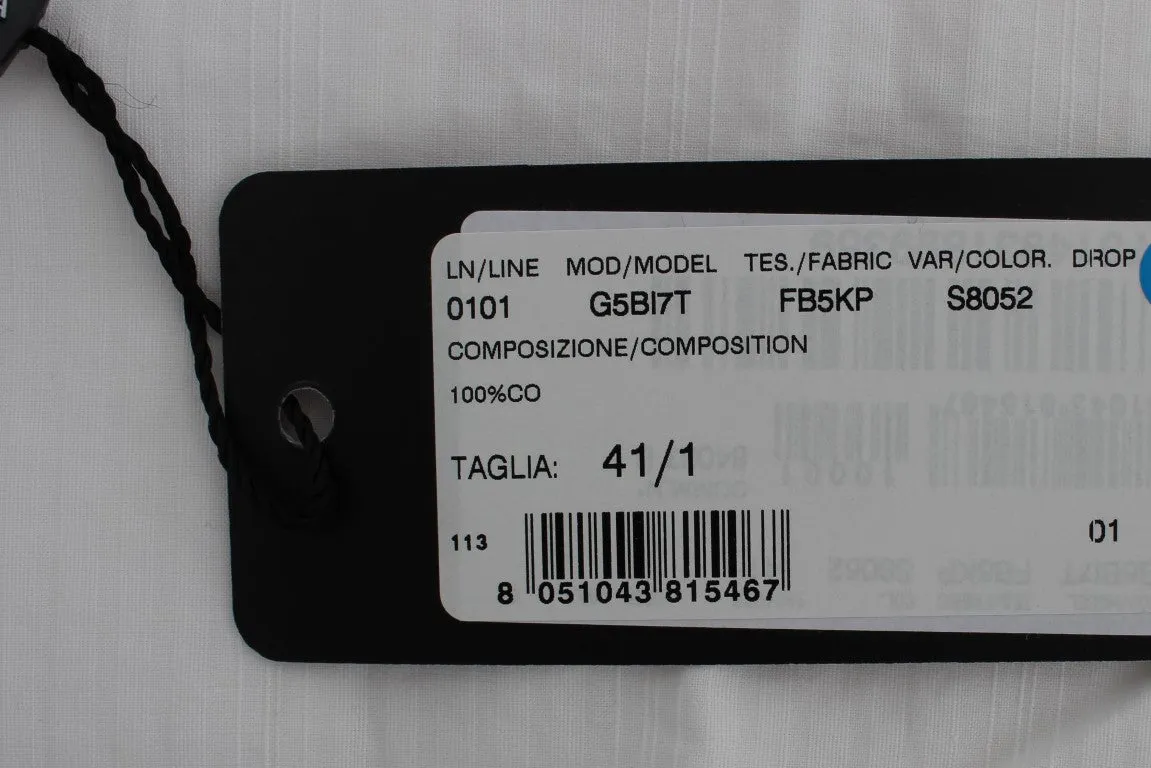 LN/LINE MOD/MODEL TES./FABRIC VAR/COLOR. DROP
0101 G5BI7T FB5KP S8052
COMPOSIZIONE/COMPOSITION
100%CO
TAGLIA: 41/1
113
01
8 051043 815467